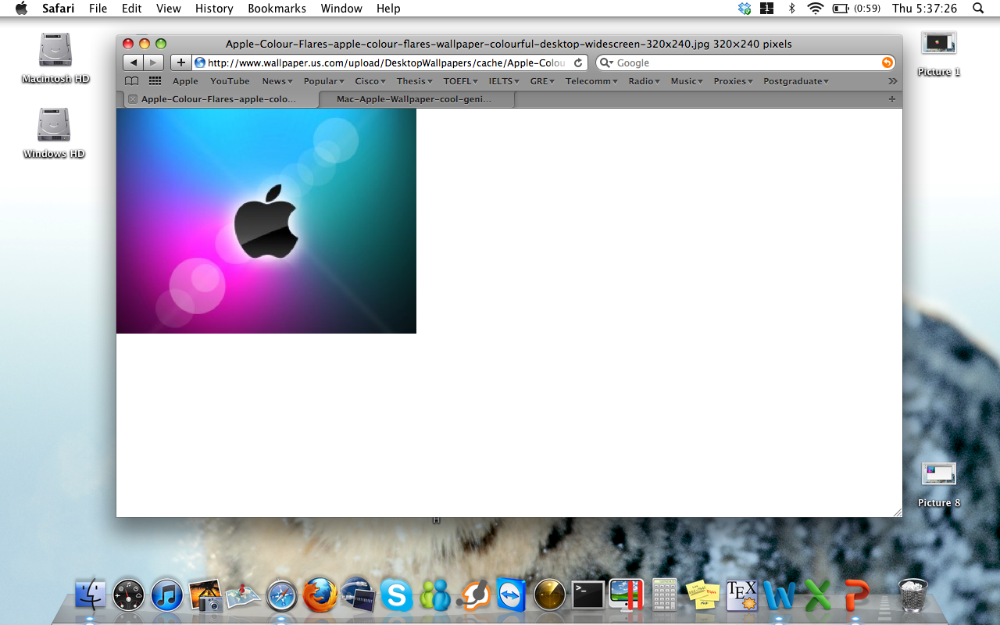 Safari File Edit View History Bookmarks Window Help (0:59) Thu 5:37:26
Apple-Colour-Flares-apple-colour-flares-wallpaper-colourful-desktop-widescreen-320x240.jpg 320×240 pixels
http://www.wallpaper.us.com/upload/DesktopWallpapers/cache/Apple-Colou Google
Apple YouTube News Popular Cisco Thesis TOEFL IELTS GRE Telecomm Radio Music Proxies Postgraduate
Apple-Colour-Flares-apple-colo... Mac-Apple-Wallpaper-cool-geni...
Macintosh HD
Windows HD
Picture 1
Picture 8
H
TEX